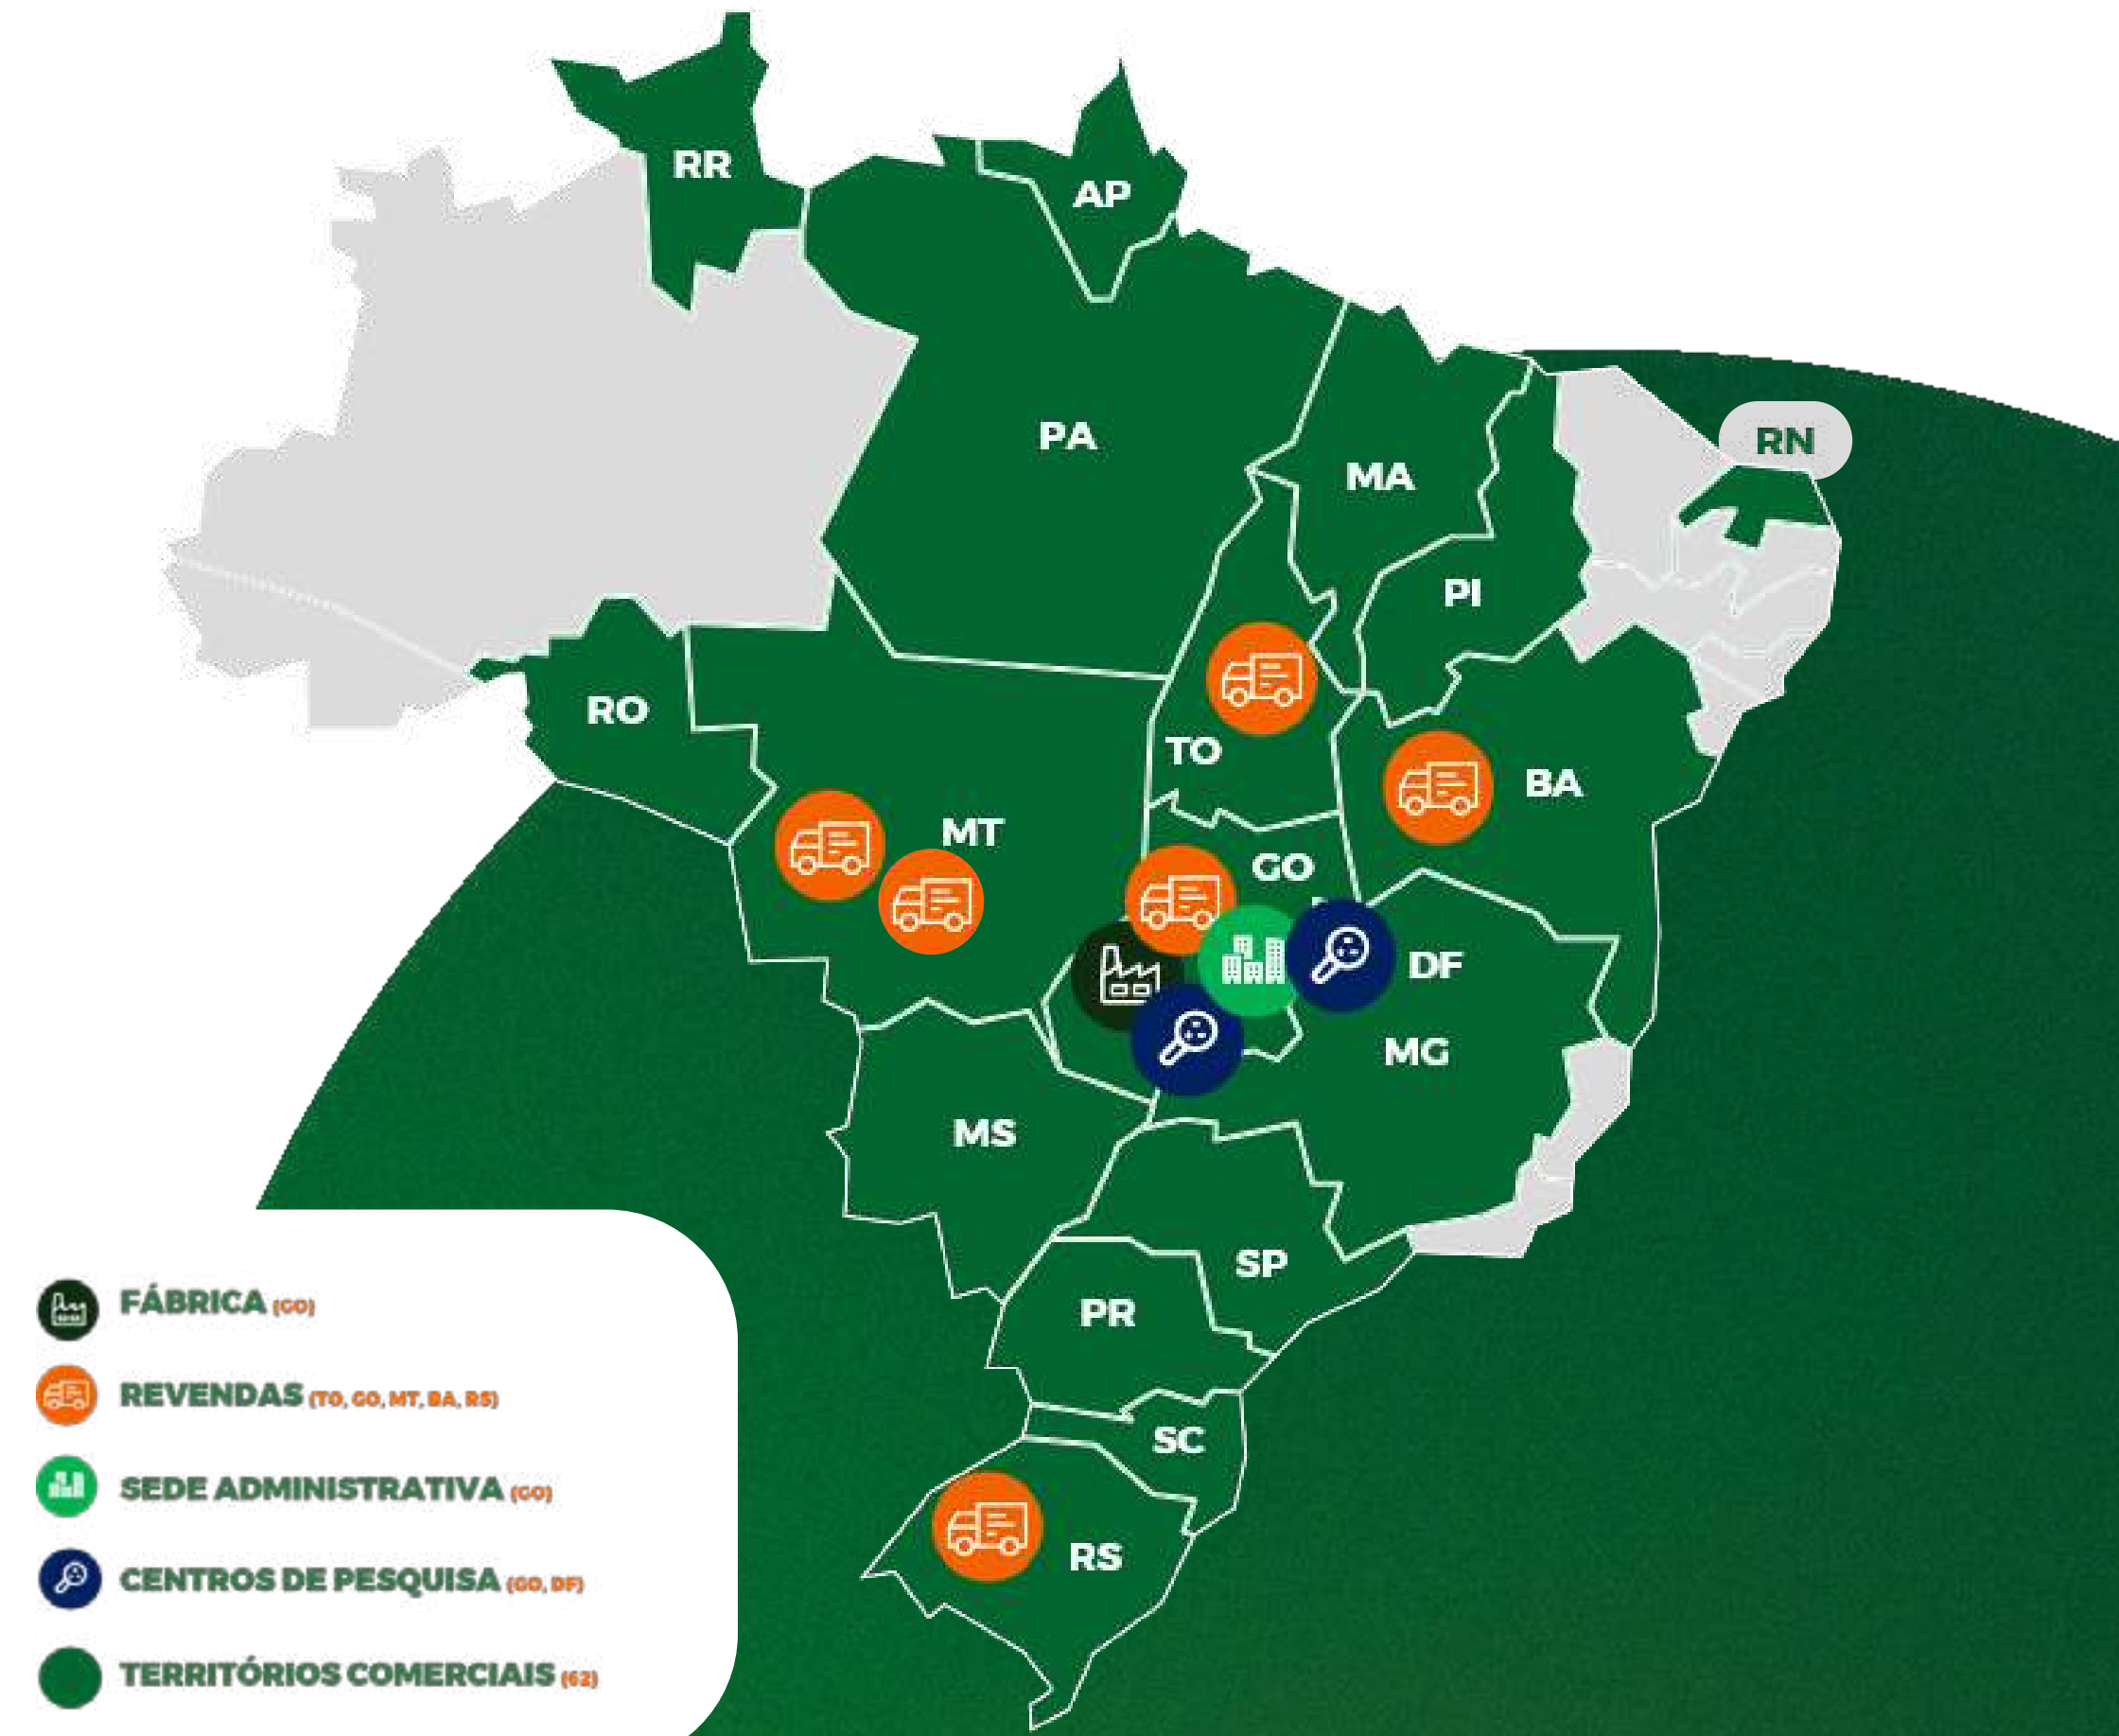 RR
AP
PA
RN
MA
PI
RO
TO
BA
MT
GO
DF
MG
MS
SP
PR
SC
RS
FÁBRICA (GO)
REVENDAS (TO, GO, MT, BA, RS)
SEDE ADMINISTRATIVA (GO)
CENTROS DE PESQUISA (GO, DF)
TERRITÓRIOS COMERCIAIS (62)